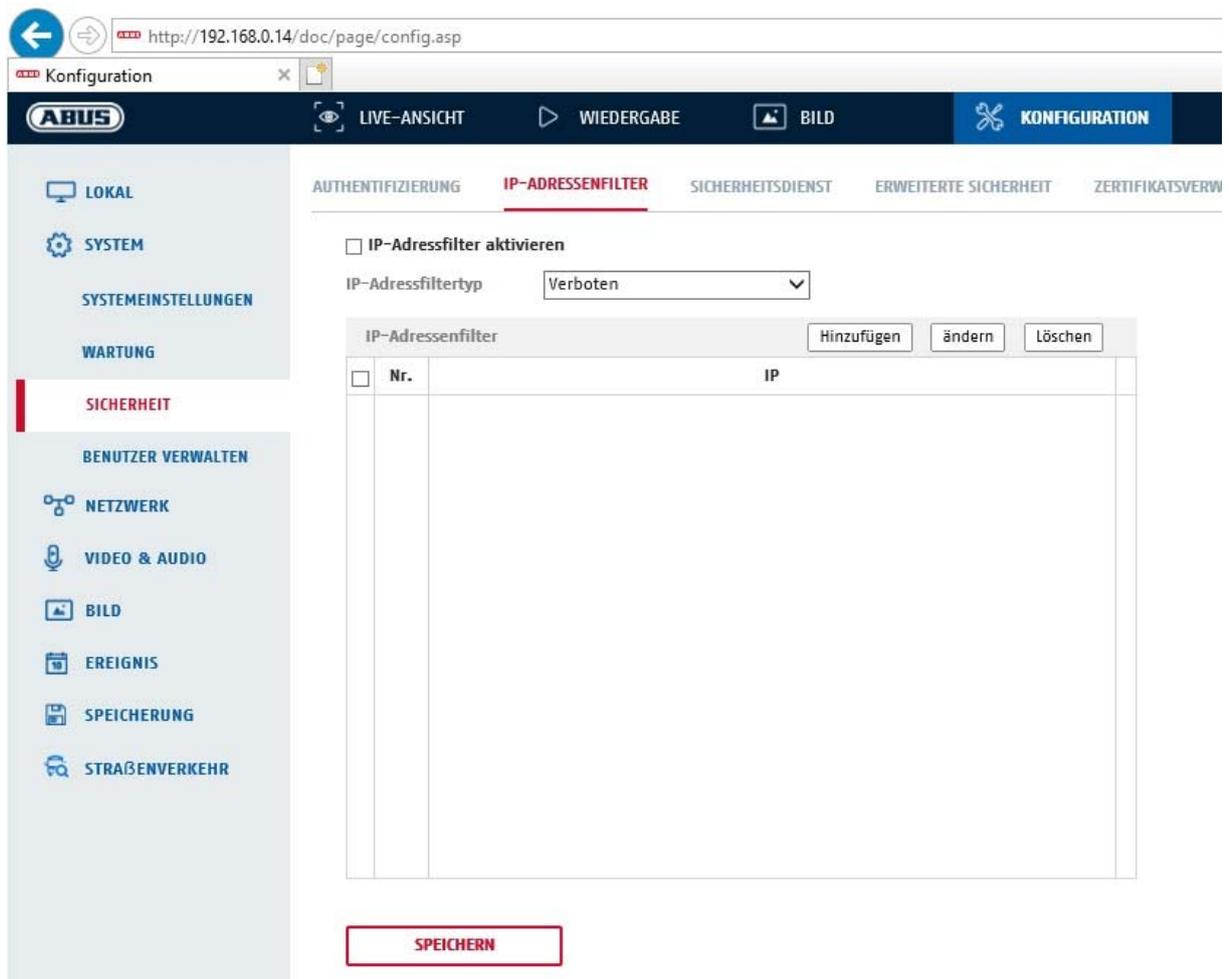 http://192.168.0.14/doc/page/config.asp
Konfiguration
ABUS
LIVE-ANSICHT
WIEDERGABE
BILD
KONFIGURATION
LOKAL
SYSTEM
SYSTEMEINSTELLUNGEN
WARTUNG
SICHERHEIT
BENUTZER VERWALTEN
NETZWERK
VIDEO & AUDIO
BILD
EREIGNIS
SPEICHERUNG
STRAßENVERKEHR
AUTHENTIFIZIERUNG
IP-ADRESSENFILTER
SICHERHEITSDIENST
ERWEITERTE SICHERHEIT
ZERTIFIKATSVERW
IP-Adressfilter aktivieren
IP-Adressfiltertyp
Verboten
IP-Adressenfilter
Hinzufügen
ändern
Löschen
Nr.
IP
SPEICHERN